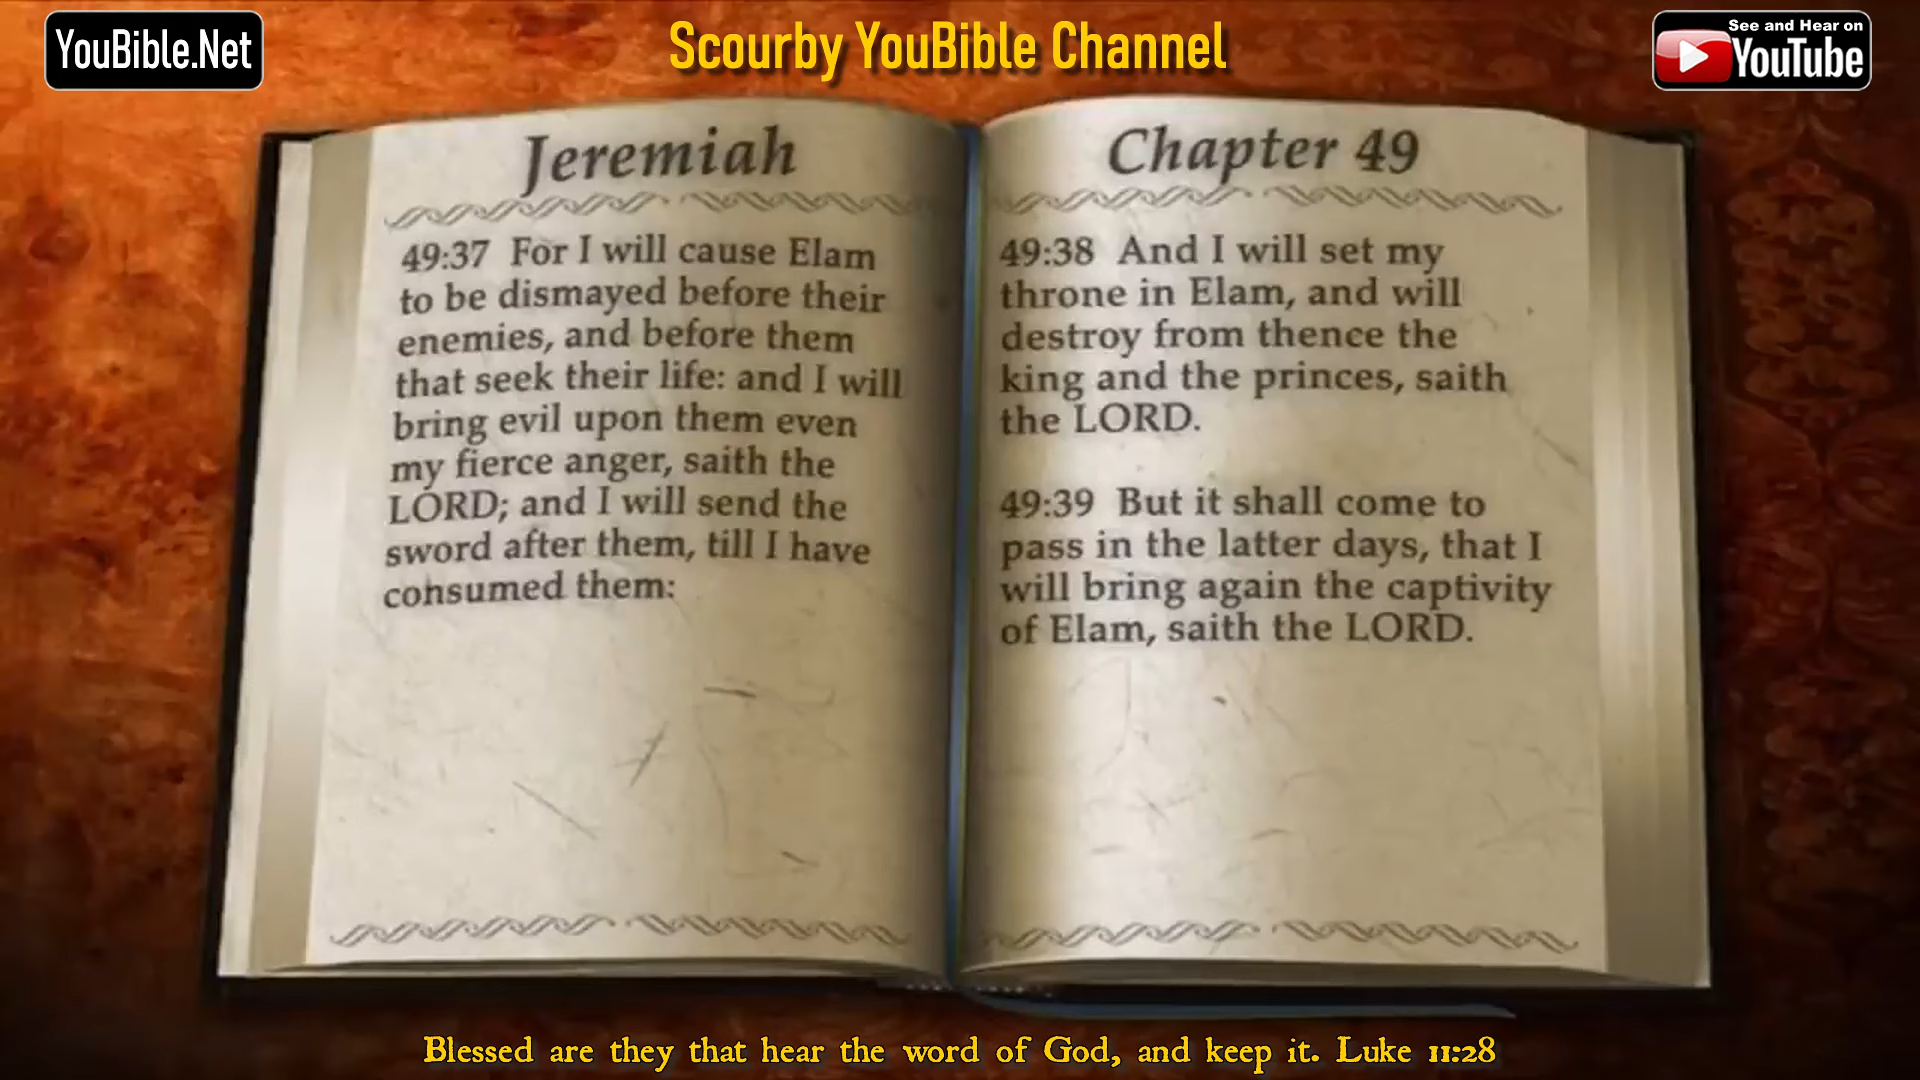 YouBible.Net
Scourby YouBible Channel
See and Hear on
YouTube
Jeremiah
49:37 For I will cause Elam
to be dismayed before their
enemies, and before them
that seek their life: and I will
bring evil upon them even
my fierce anger, saith the
LORD; and I will send the
sword after them, till I have
consumed them:
Chapter 49
49:38 And I will set my
throne in Elam, and will
destroy from thence the
king and the princes, saith
the LORD.
49:39 But it shall come to
pass in the latter days, that I
will bring again the captivity
of Elam, saith the LORD.
Blessed are they that hear the word of God, and keep it. Luke 11:28